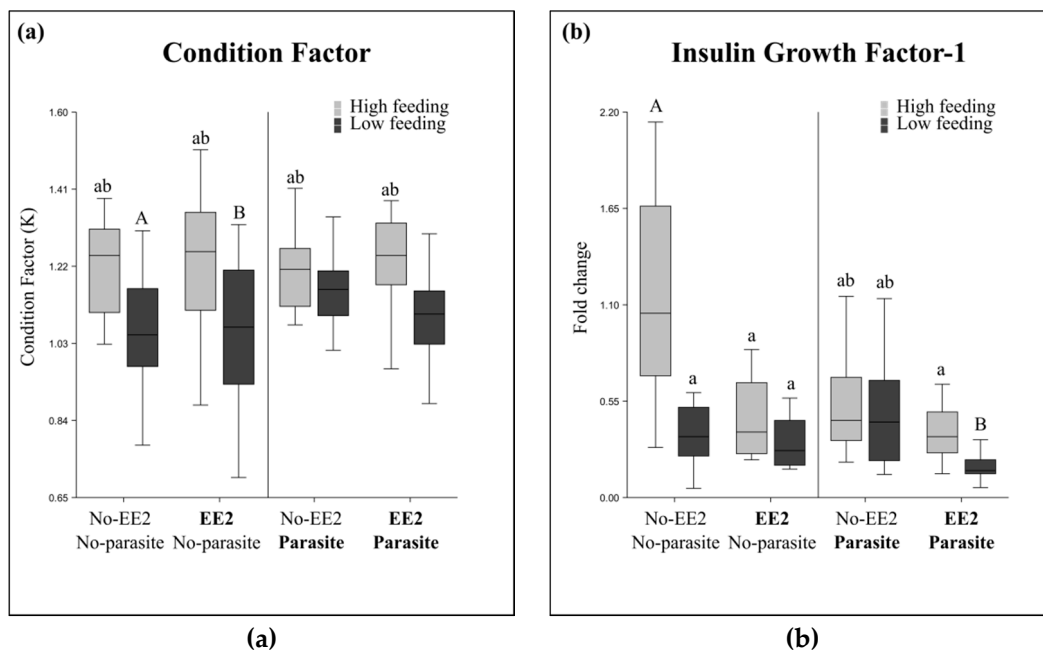 (a)
Condition Factor
High feeding
Low feeding
Condition Factor (K)
1.60
1.41
1.22
1.03
0.84
0.65
ab
A
ab
B
ab
ab
No-EE2
No-parasite
EE2
No-parasite
No-EE2
Parasite
EE2
Parasite
(a)
(b)
Insulin Growth Factor-1
High feeding
Low feeding
Fold change
2.20
1.65
1.10
0.55
0.00
A
a
a
a
ab
ab
a
B
No-EE2
No-parasite
EE2
No-parasite
No-EE2
Parasite
EE2
Parasite
(b)